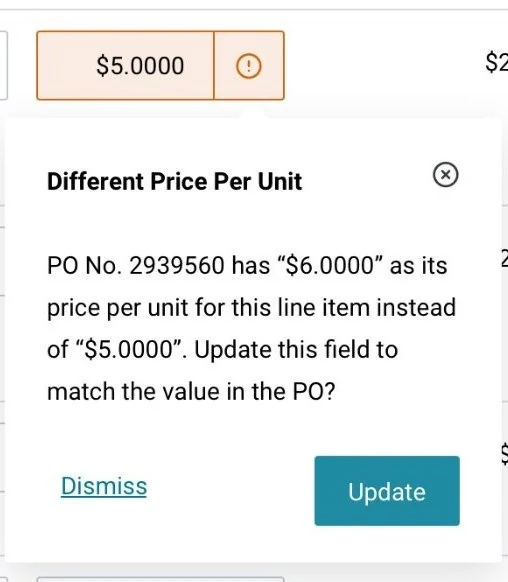 $5.0000
Different Price Per Unit
PO No. 2939560 has “$6.0000” as its
price per unit for this line item instead
of “$5.0000”. Update this field to
match the value in the PO?
Dismiss
Update